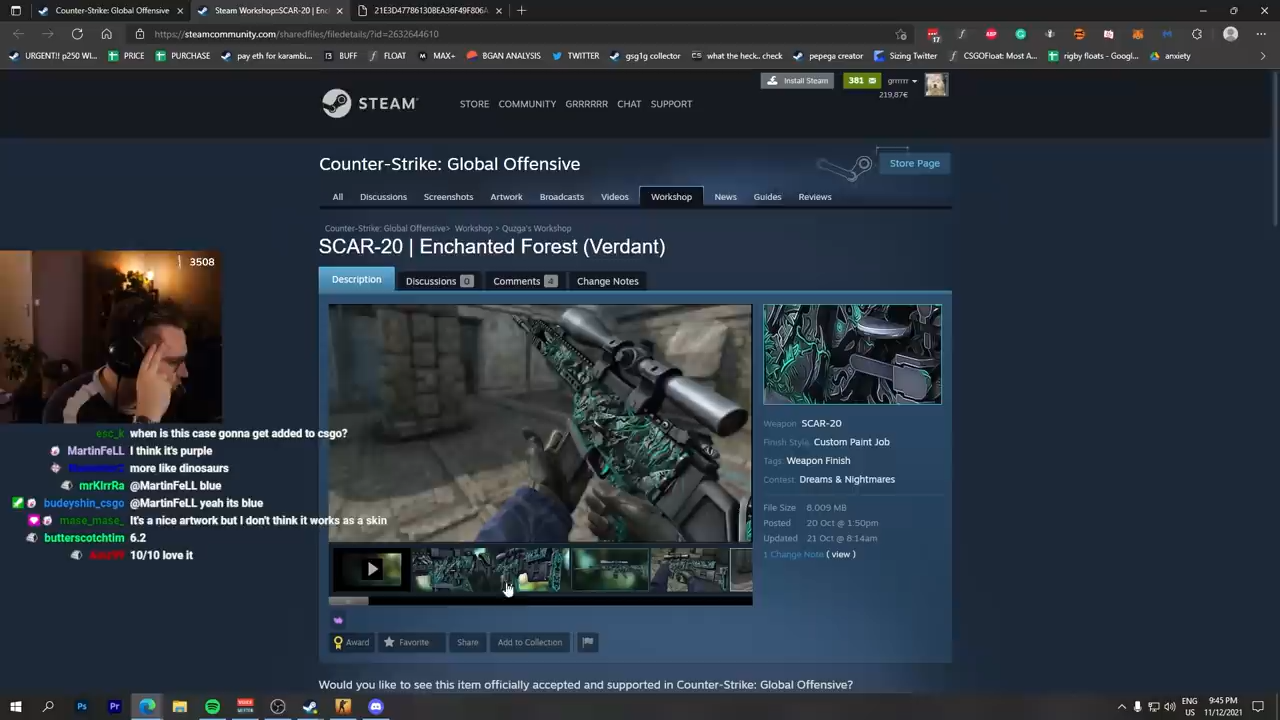 Counter-Strike: Global Offensive
Steam Workshop::SCAR-20 | Enc
21E3D47786130BEA36F49F806A
https://steamcommunity.com/sharedfiles/filedetails/?id=2632644610
URGENT!! p250 WI...
PRICE
PURCHASE
pay eth for karambi...
BUFF
FLOAT
MAX+
BGAN ANALYSIS
TWITTER
gsg1g collector
what the heck.. check
pepega creator
Sizing Twitter
CSGOFloat: Most A...
rigby floats - Googl...
anxiety
Install Steam
381
grrrrr
219,87€
STEAM
STORE COMMUNITY GRRRRRR CHAT SUPPORT
Counter-Strike: Global Offensive
Store Page
All Discussions Screenshots Artwork Broadcasts Videos Workshop News Guides Reviews
Counter-Strike: Global Offensive> Workshop > Quzga's Workshop
SCAR-20 | Enchanted Forest (Verdant)
Description Discussions 0 Comments 4 Change Notes
3508
Weapon: SCAR-20
Finish Style: Custom Paint Job
Tags: Weapon Finish
Contest: Dreams & Nightmares
File Size 8.009 MB
Posted 20 Oct @ 1:50pm
Updated 21 Oct @ 8:14am
1 Change Note ( view )
esc_k when is this case gonna get added to csgo?
MartinFeLL I think it's purple
more like dinosaurs
mrKIrrRa @MartinFeLL blue
budeyshin_csgo @MartinFeLL yeah its blue
mase_mase_ It's a nice artwork but I don't think it works as a skin
butterscotchtim 6.2
10/10 love it
Award Favorite Share Add to Collection
Would you like to see this item officially accepted and supported in Counter-Strike: Global Offensive?
ENG
US
9:45 PM
11/12/2021